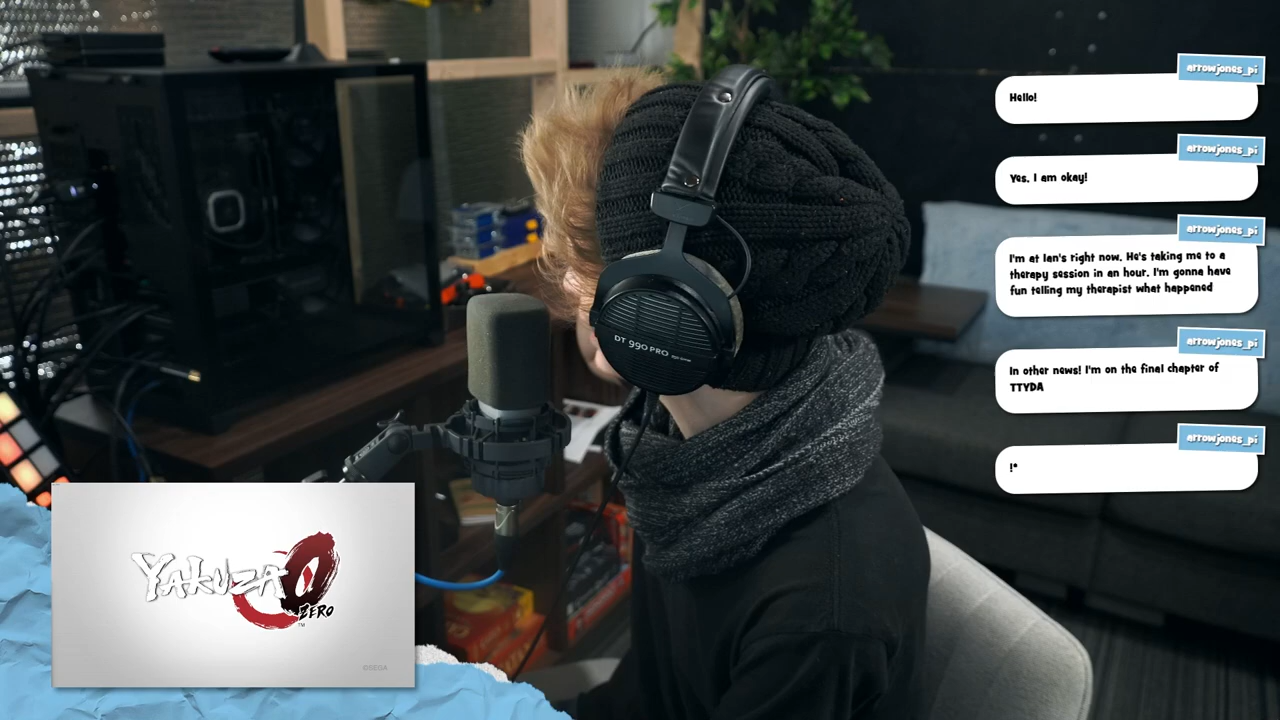 arrowjones_pi
Hello!
arrowjones_pi
Yes, I am okay!
arrowjones_pi
I'm at Ian's right now. He's taking me to a
therapy session in an hour. I'm gonna have
fun telling my therapist what happened
arrowjones_pi
In other news! I'm on the final chapter of
TTYDA
arrowjones_pi
!*
DT 990 PRO
YAKUZA 0
ZERO
TM
©SEGA